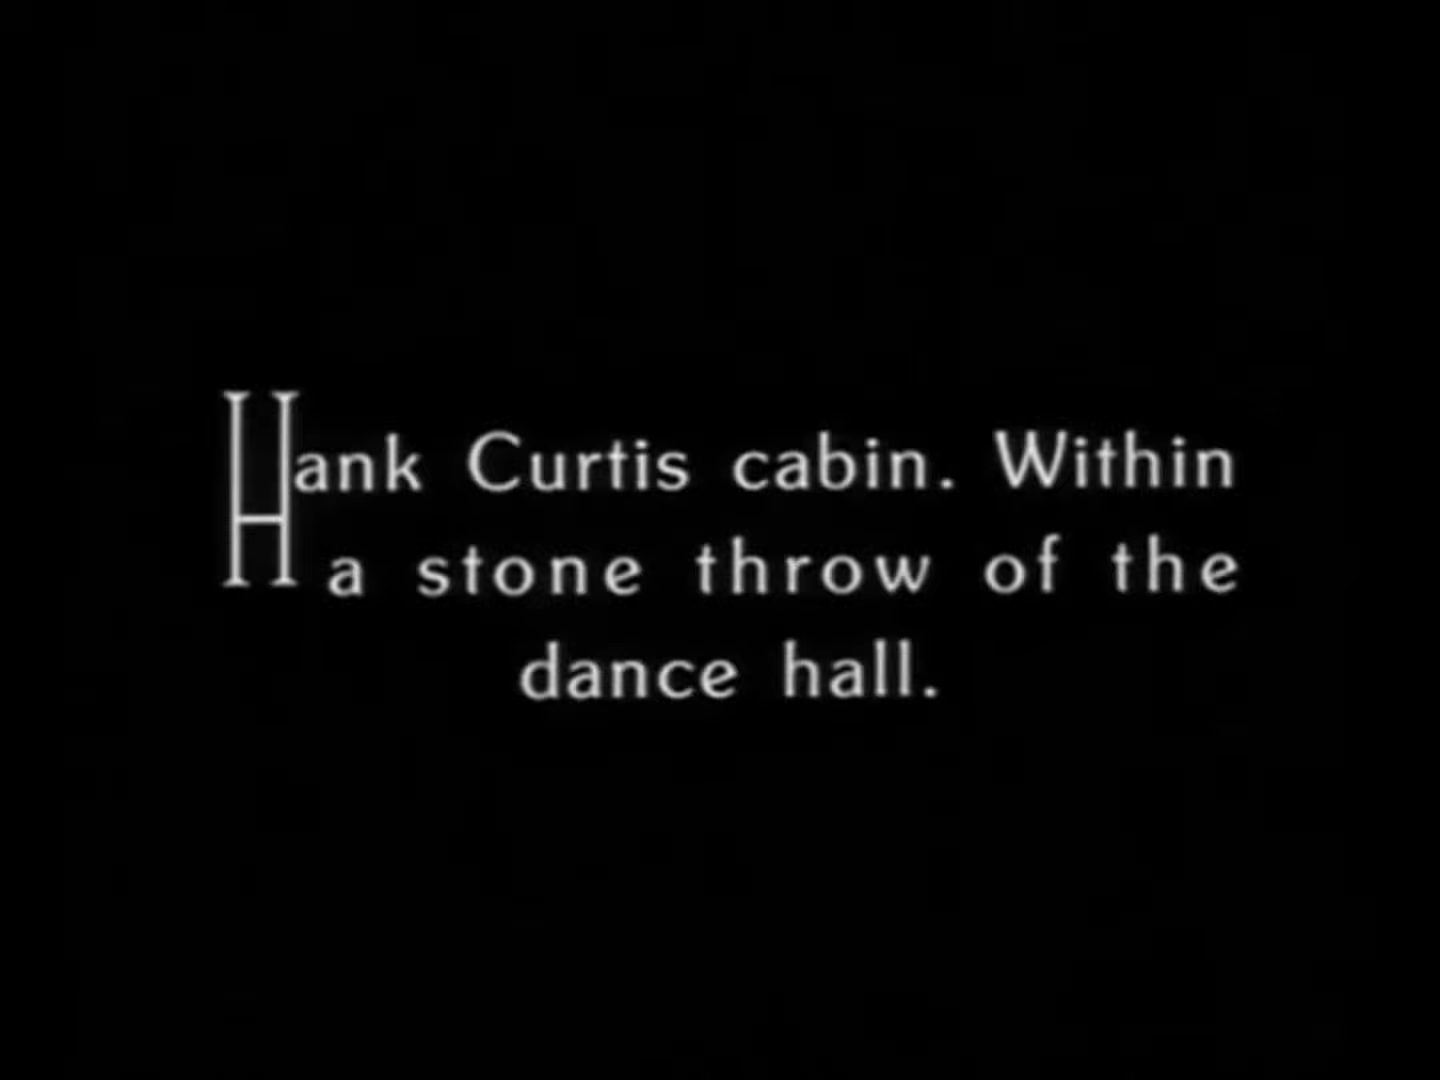 Hank Curtis cabin. Within
a stone throw of the
dance hall.